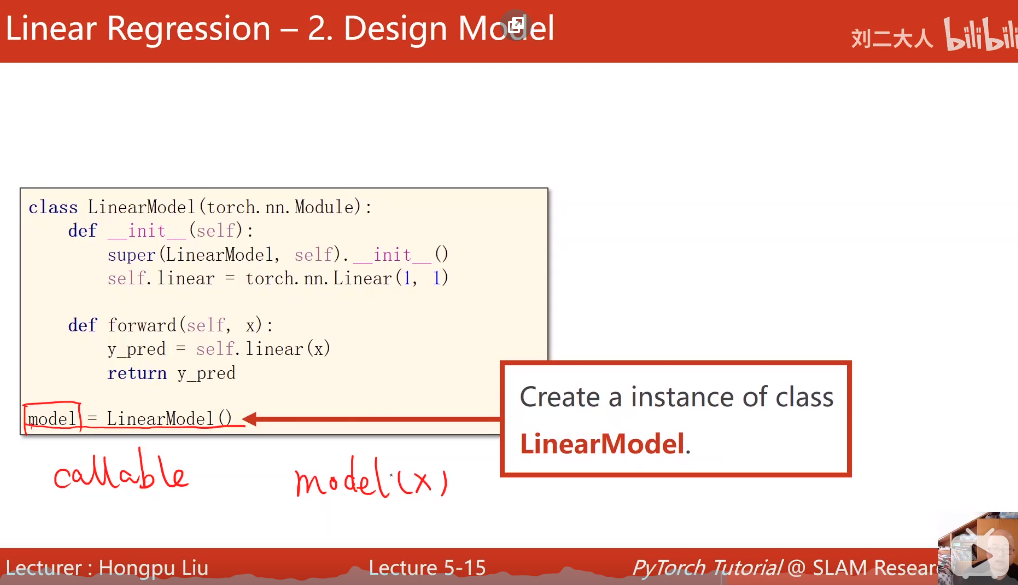 Linear Regression – 2. Design Model
刘二大人 bilibili
class LinearModel(torch.nn.Module):
    def __init__(self):
        super(LinearModel, self).__init__()
        self.linear = torch.nn.Linear(1, 1)
    def forward(self, x):
        y_pred = self.linear(x)
        return y_pred
model = LinearModel()
Create a instance of class
LinearModel.
callable
model(x)
Lecturer : Hongpu Liu
Lecture 5-15
PyTorch Tutorial @ SLAM Resear